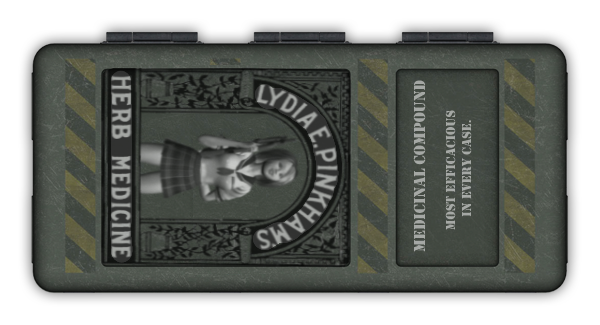 LYDIA E. PINKHAM'S
HERB MEDICINE
MEDICINAL COMPOUND
MOST EFFICACIOUS
IN EVERY CASE.